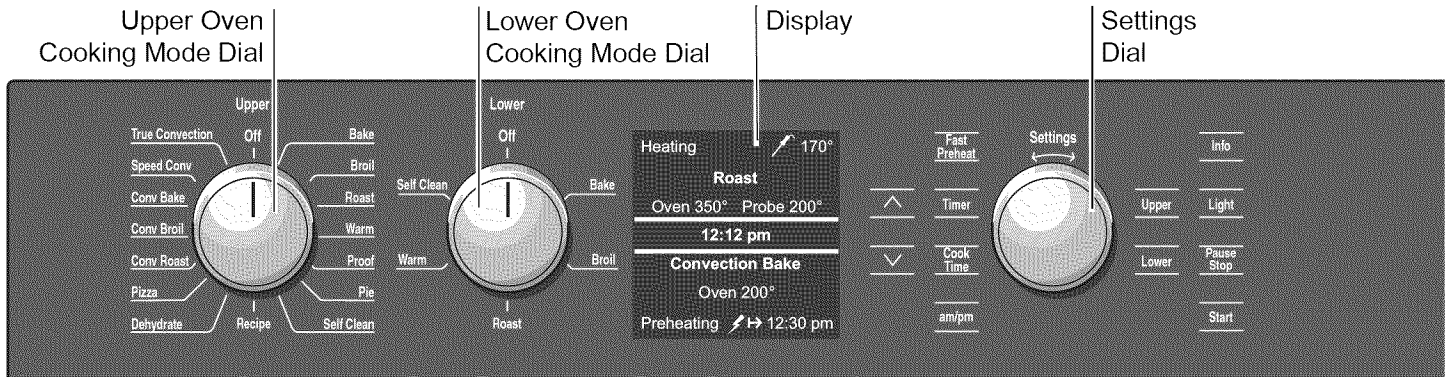 Upper Oven
Cooking Mode Dial
Lower Oven
Cooking Mode Dial
Display
Settings
Dial
Upper
Off
True Convection
Speed Conv
Conv Bake
Conv Broil
Conv Roast
Pizza
Dehydrate
Recipe
Bake
Broil
Roast
Warm
Proof
Pie
Self Clean
Lower
Off
Self Clean
Warm
Roast
Bake
Broil
Heating 170°
Roast
Oven 350° Probe 200°
12:12 pm
Convection Bake
Oven 200°
Preheating 12:30 pm
Fast
Preheat
Timer
Cook
Time
am/pm
Settings
Upper
Lower
Info
Light
Pause
Stop
Start